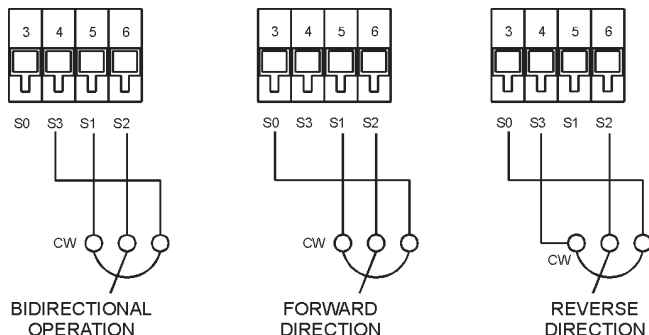 3 4 5 6
S0 S3 S1 S2
CW
BIDIRECTIONAL
OPERATION
3 4 5 6
S0 S3 S1 S2
CW
FORWARD
DIRECTION
3 4 5 6
S0 S3 S1 S2
CW
REVERSE
DIRECTION